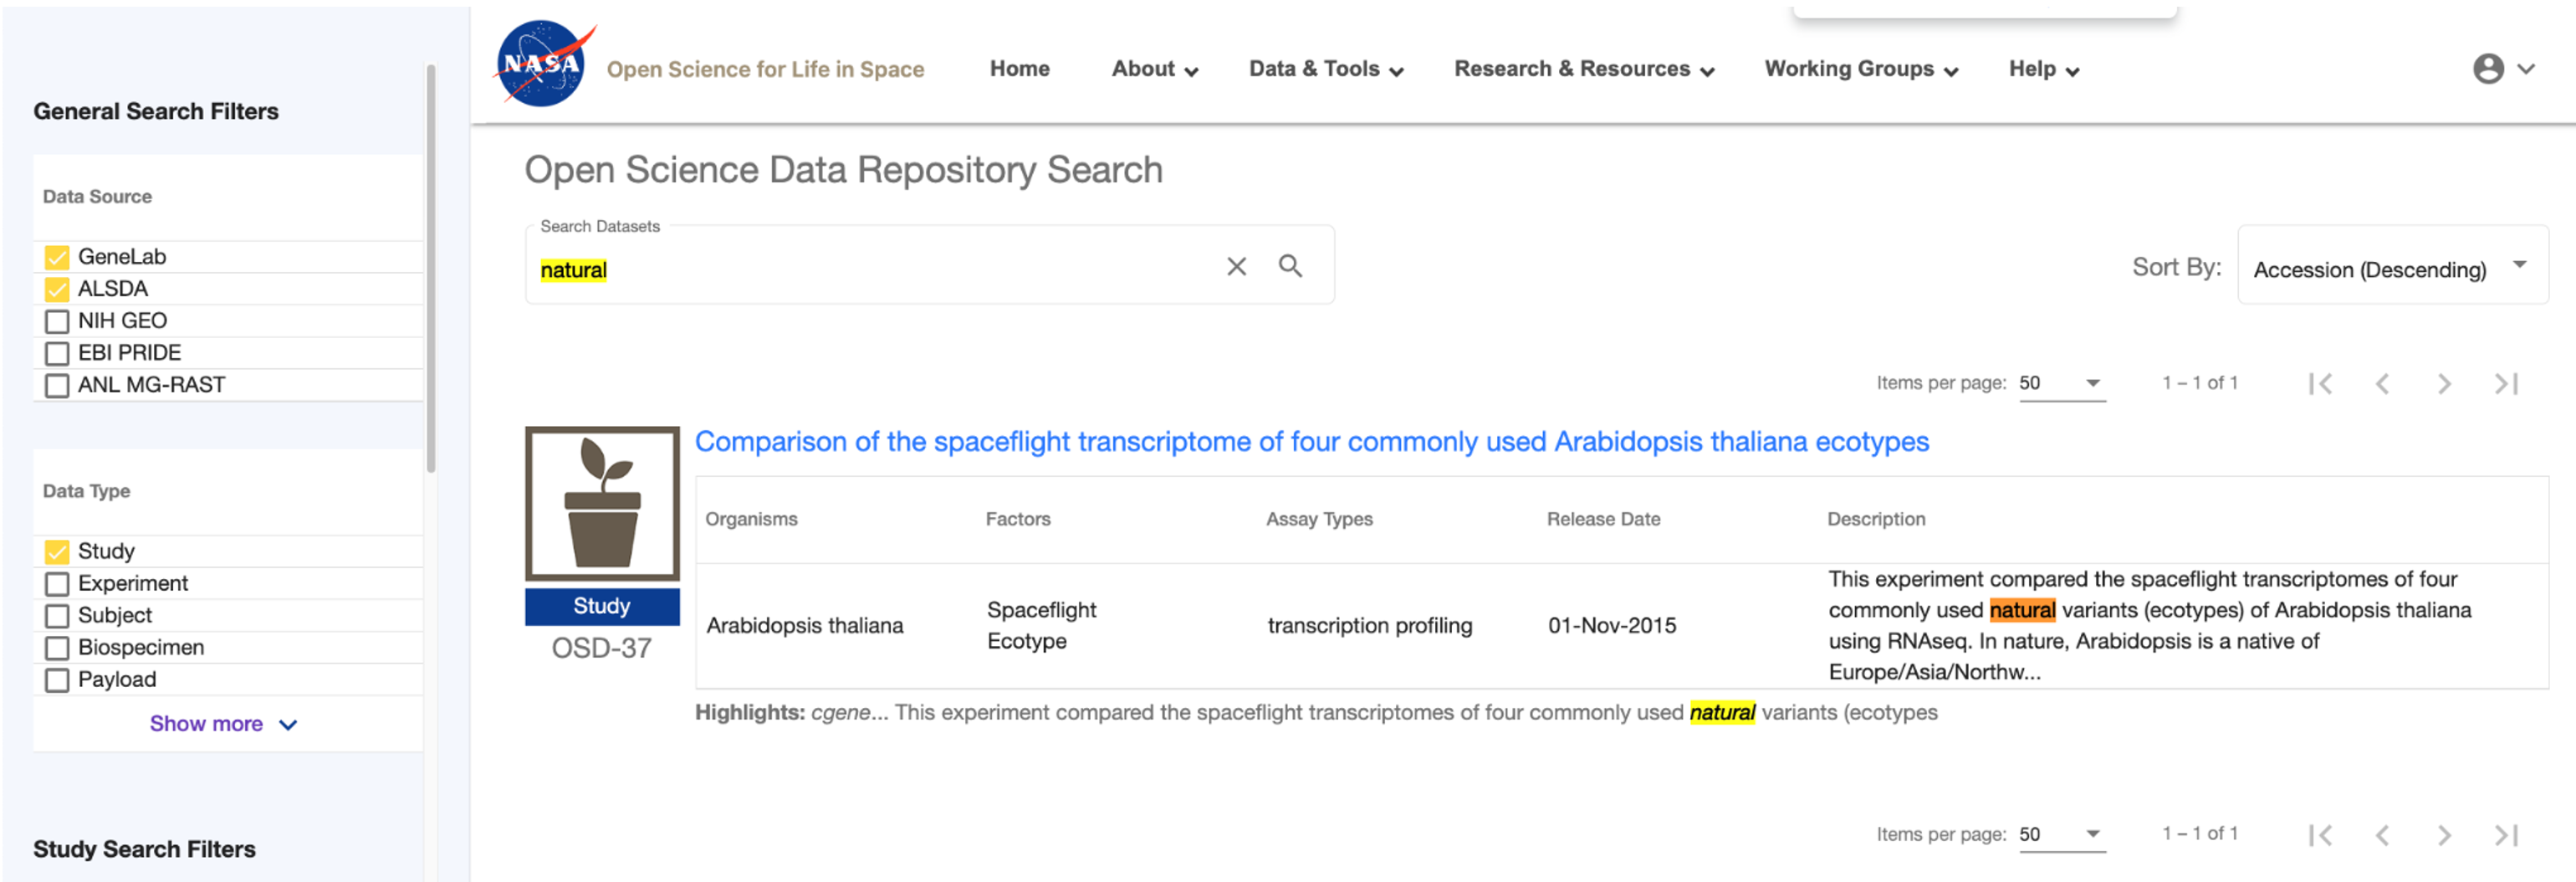 General Search Filters
Data Source
GeneLab
ALSDA
NIH GEO
EBI PRIDE
ANL MG-RAST
Data Type
Study
Experiment
Subject
Biospecimen
Payload
Show more
Study Search Filters
NASA
Open Science for Life in Space
Home
About
Data & Tools
Research & Resources
Working Groups
Help
Open Science Data Repository Search
Search Datasets
natural
Sort By:
Accession (Descending)
Items per page: 50
1 – 1 of 1
Study
OSD-37
Comparison of the spaceflight transcriptome of four commonly used Arabidopsis thaliana ecotypes
Organisms
Factors
Assay Types
Release Date
Description
Arabidopsis thaliana
Spaceflight
Ecotype
transcription profiling
01-Nov-2015
This experiment compared the spaceflight transcriptomes of four
commonly used natural variants (ecotypes) of Arabidopsis thaliana
using RNAseq. In nature, Arabidopsis is a native of
Europe/Asia/Northw...
Highlights: cgene... This experiment compared the spaceflight transcriptomes of four commonly used natural variants (ecotypes
Items per page: 50
1 – 1 of 1